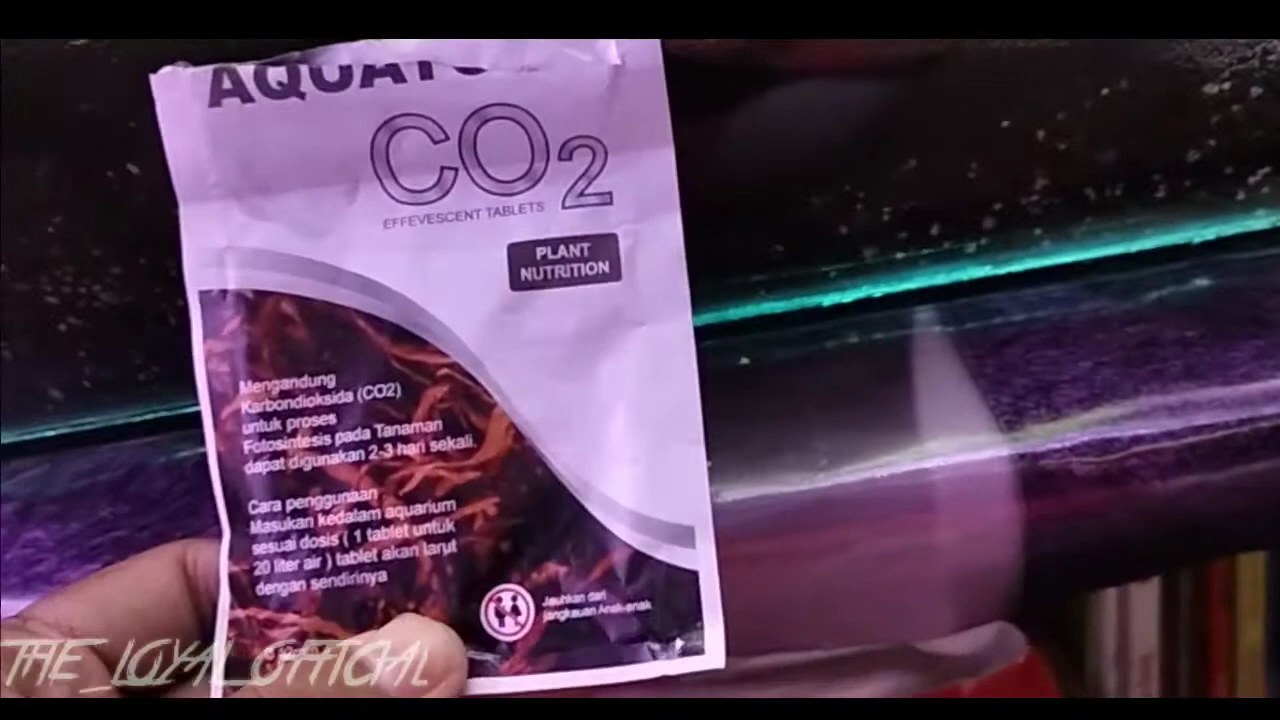 CO2
EFFEVESCENT TABLETS
PLANT
NUTRITION
Mengandung
Karbondioksida (CO2)
untuk proses
Fotosintesis pada Tanaman
dapat digunakan 2-3 hari sekali.
Cara penggunaan
Masukan kedalam aquarium
sesuai dosis ( 1 tablet untuk
20 liter air ) tablet akan larut
dengan sendirinya
Jauhkan dari
jangkauan Anak-anak
THE_LOYAL_OFFICIAL